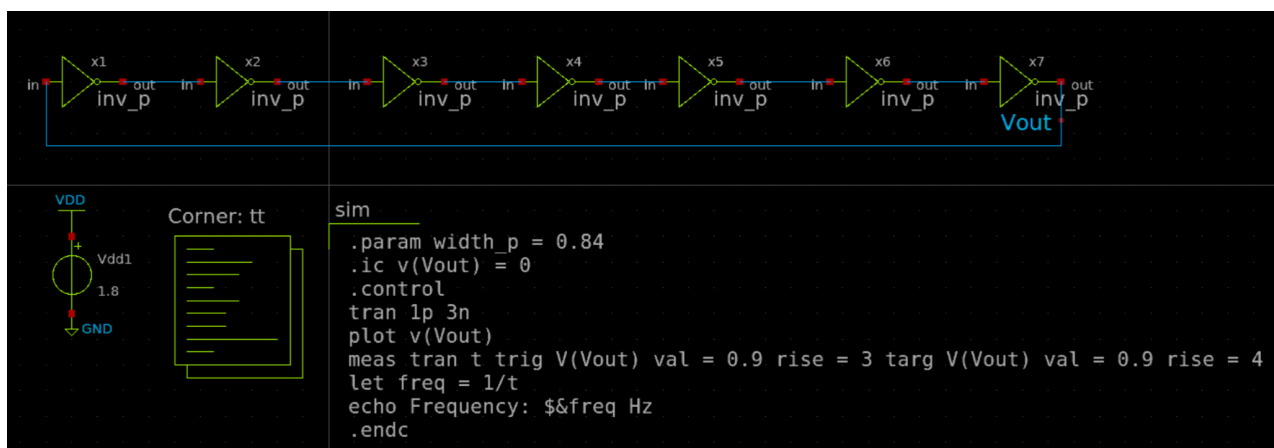 x1 x2 x3 x4 x5 x6 x7
in out in out in out in out in out in out in out
inv_p inv_p inv_p inv_p inv_p inv_p inv_p
Vout
VDD
+
Vdd1
1.8
GND
Corner: tt
sim
.param width_p = 0.84
.ic v(Vout) = 0
.control
tran 1p 3n
plot v(Vout)
meas tran t trig V(Vout) val = 0.9 rise = 3 targ V(Vout) val = 0.9 rise = 4
let freq = 1/t
echo Frequency: $&freq Hz
.endc